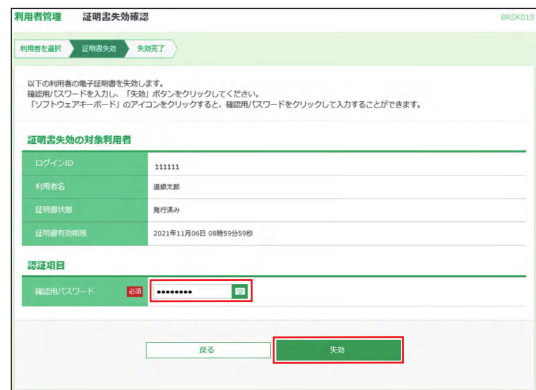 利用者管理 証明書失効確認 BRSK019
利用者を選択 証明書失効 失効完了
以下の利用者の電子証明書を失効します。
確認用パスワードを入力し、「失効」ボタンをクリックしてください。
「ソフトウェアキーボード」のアイコンをクリックすると、確認用パスワードをクリックして入力することができます。
証明書失効の対象利用者
ログインID 111111
利用者名 道銀太郎
証明書状態 発行済み
証明書有効期限 2021年11月06日 08時59分59秒
認証項目
確認用パスワード 必須 ••••••••
戻る 失効